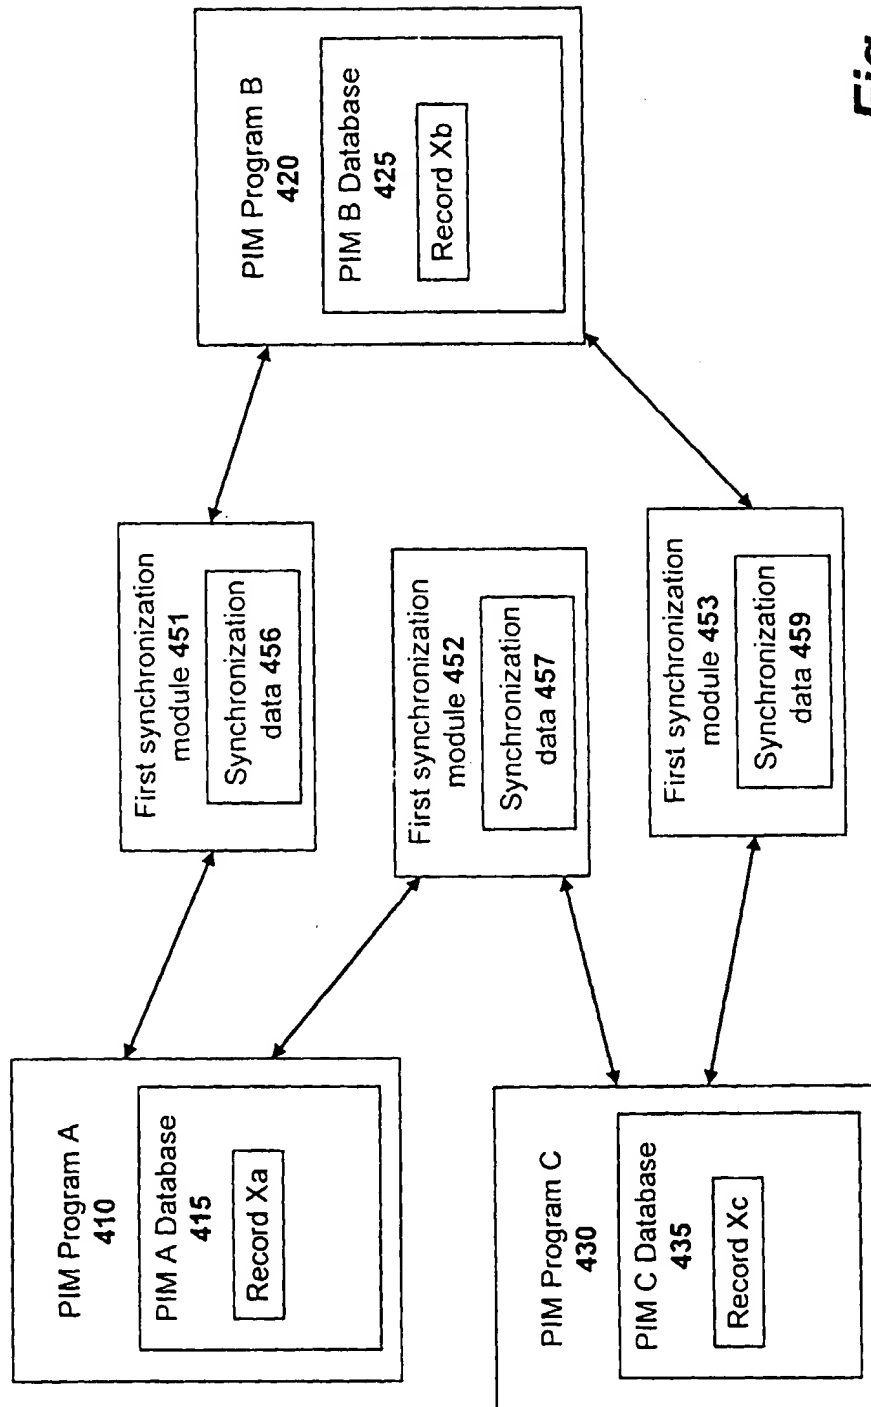 PIM Program A
410
PIM A Database
415
Record Xa
PIM Program C
430
PIM C Database
435
Record Xc
First synchronization
module 451
Synchronization
data 456
First synchronization
module 452
Synchronization
data 457
First synchronization
module 453
Synchronization
data 459
PIM Program B
420
PIM B Database
425
Record Xb